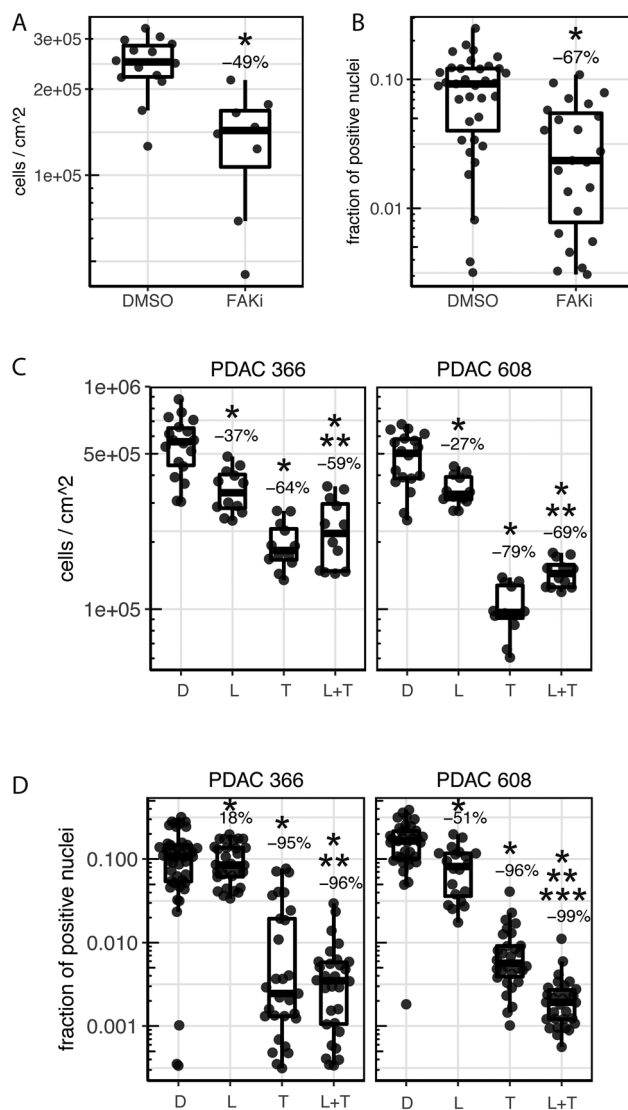 A
cells / cm^2
3e+05
2e+05
1e+05
*
−49%
DMSO
FAKi
B
fraction of positive nuclei
0.10
0.01
*
−67%
DMSO
FAKi
C
PDAC 366
PDAC 608
cells / cm^2
1e+06
5e+05
1e+05
*
−37%
*
−64%
*
**
−59%
*
−27%
*
−79%
*
**
−69%
D
L
T
L+T
D
L
T
L+T
D
PDAC 366
PDAC 608
fraction of positive nuclei
0.100
0.010
0.001
*
18%
*
−95%
*
**
−96%
*
−51%
*
−96%
*
**
***
−99%
D
L
T
L+T
D
L
T
L+T